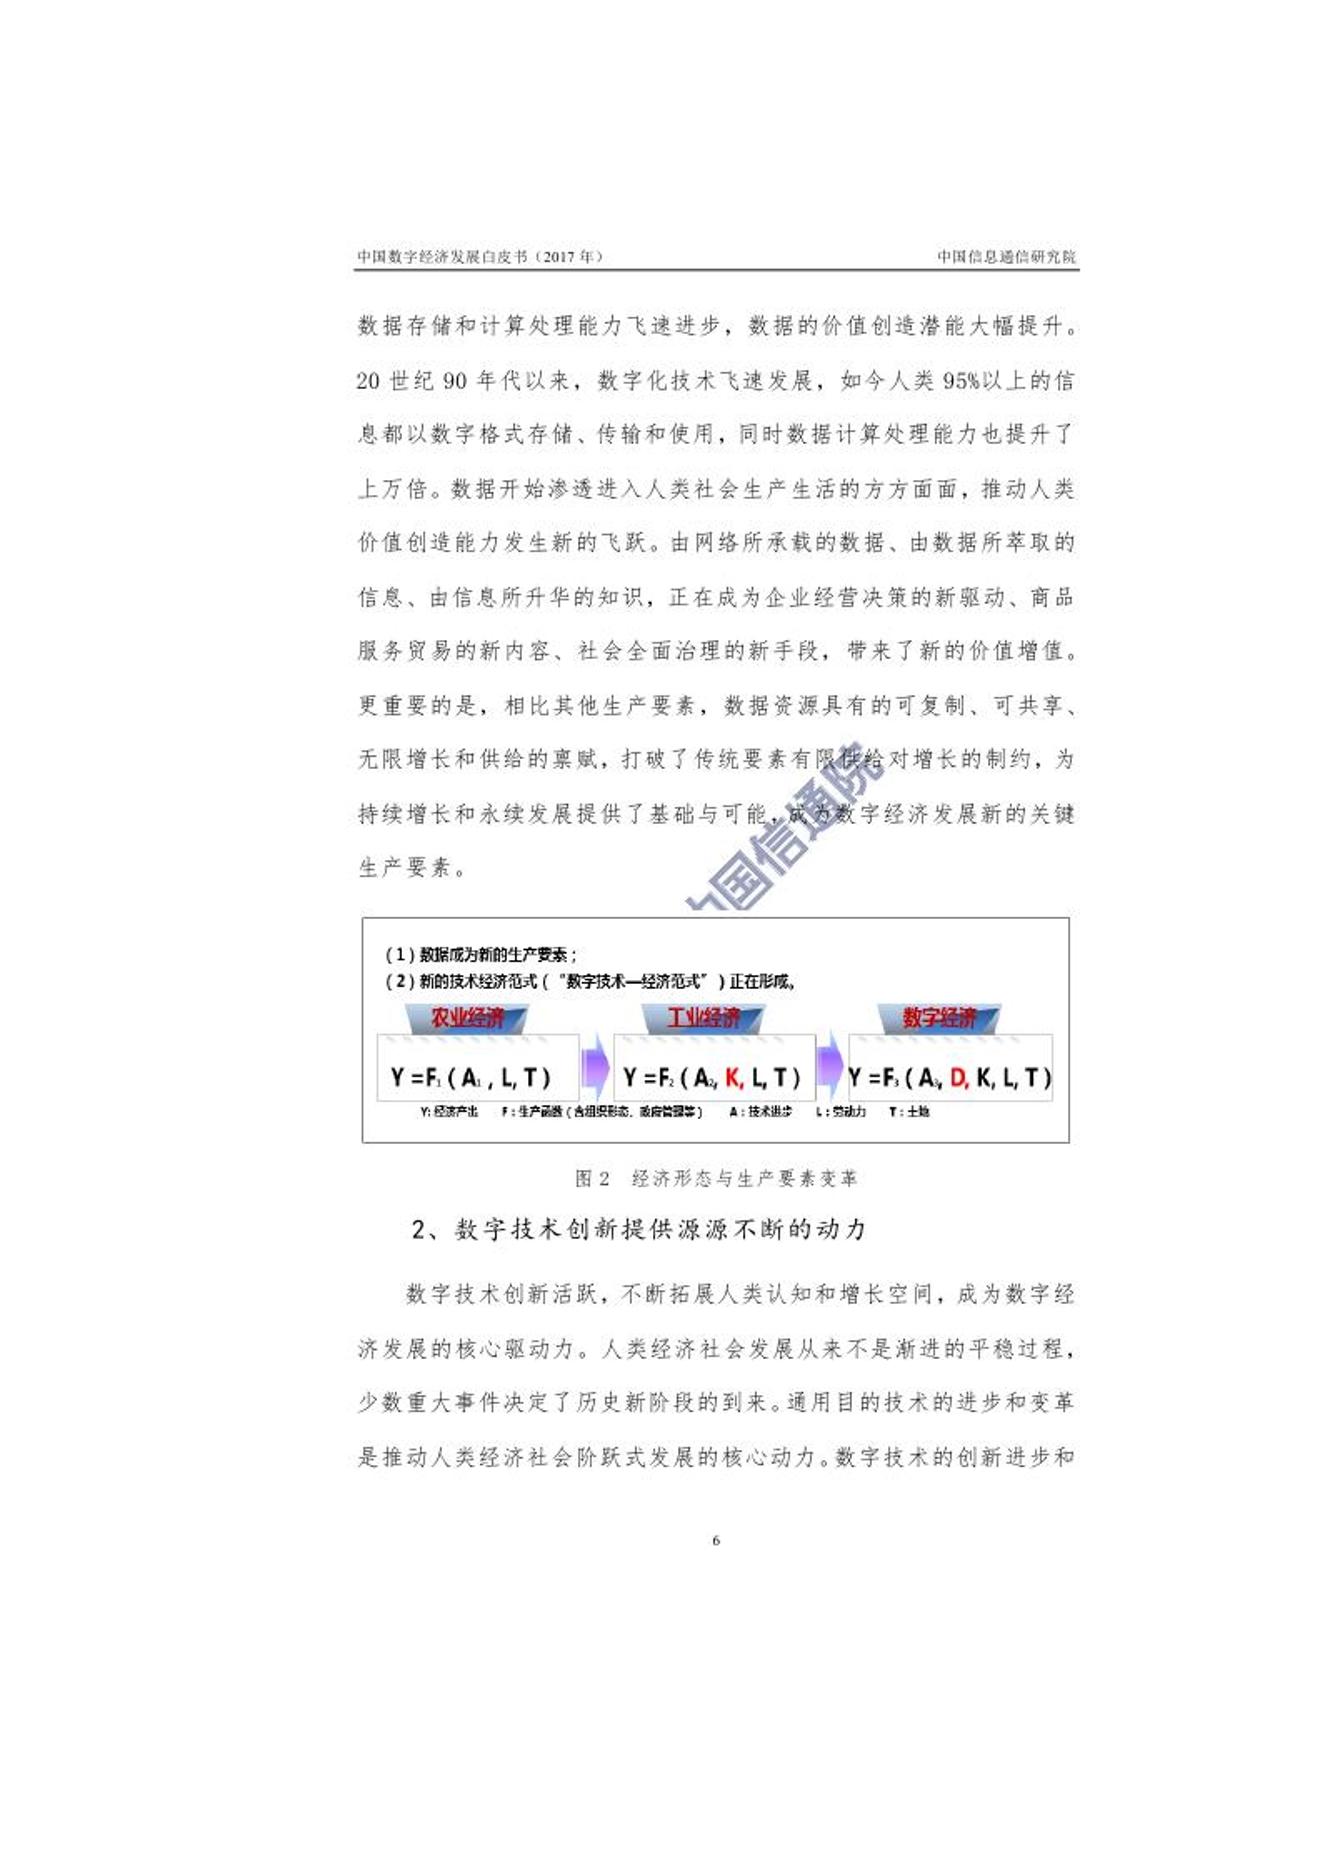 中国数字经济发展白皮书（2017 年）	中国信息通信研究院
数据存储和计算处理能力飞速进步，数据的价值创造潜能大幅提升。
20 世纪 90 年代以来，数字化技术飞速发展，如今人类 95%以上的信
息都以数字格式存储、传输和使用，同时数据计算处理能力也提升了
上万倍。数据开始渗透进入人类社会生产生活的方方面面，推动人类
价值创造能力发生新的飞跃。由网络所承载的数据、由数据所萃取的
信息、由信息所升华的知识，正在成为企业经营决策的新驱动、商品
服务贸易的新内容、社会全面治理的新手段，带来了新的价值增值。
更重要的是，相比其他生产要素，数据资源具有的可复制、可共享、
无限增长和供给的禀赋，打破了传统要素有限供给对增长的制约，为
持续增长和永续发展提供了基础与可能，成为数字经济发展新的关键
生产要素。
中国信通院
（1）数据成为新的生产要素；
（2）新的技术经济范式（“数字技术—经济范式”）正在形成。
农业经济 工业经济 数字经济
Y =F₁ ( A₁ , L, T ) Y =F₂ ( A₂, K, L, T ) Y =F₃ ( A₃, D, K, L, T )
Y: 经济产出 F：生产函数（含组织形态、政府管理等） A：技术进步 L：劳动力 T：土地
图 2 经济形态与生产要素变革
2、数字技术创新提供源源不断的动力
数字技术创新活跃，不断拓展人类认知和增长空间，成为数字经
济发展的核心驱动力。人类经济社会发展从来不是渐进的平稳过程，
少数重大事件决定了历史新阶段的到来。通用目的技术的进步和变革
是推动人类经济社会阶跃式发展的核心动力。数字技术的创新进步和
6